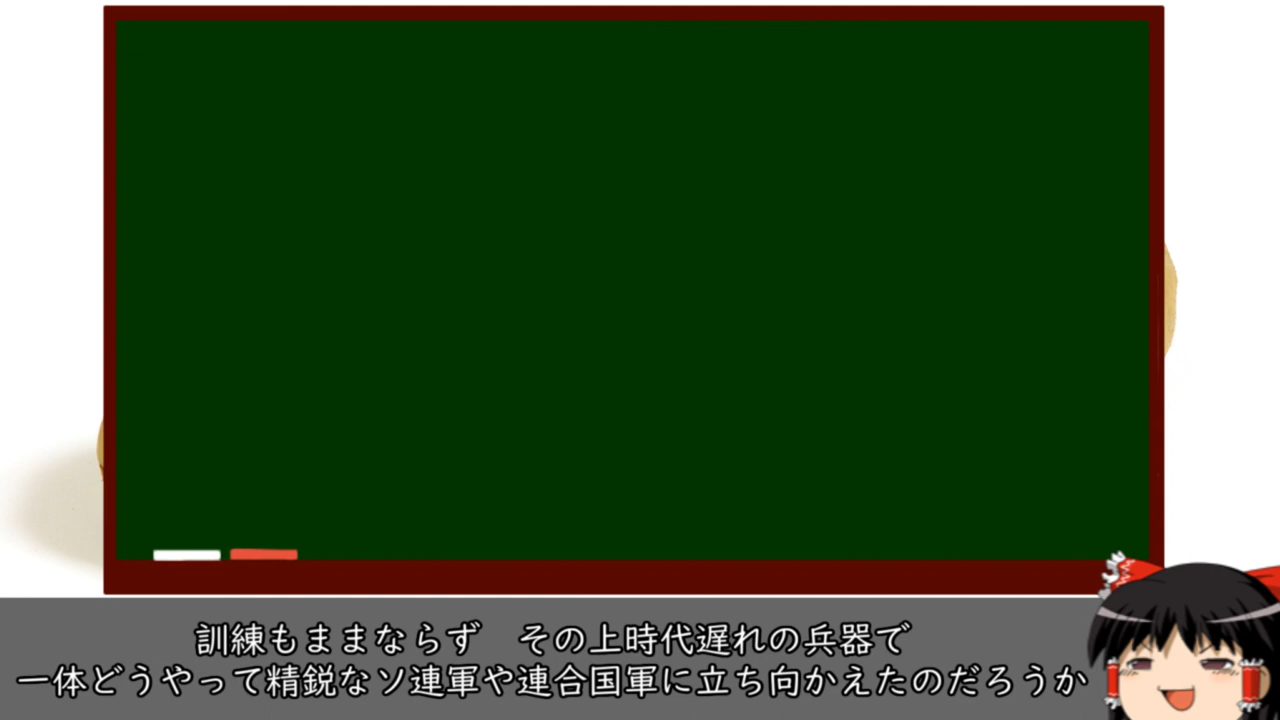 訓練もままならず　その上時代遅れの兵器で
一体どうやって精鋭なソ連軍や連合国軍に立ち向かえたのだろうか